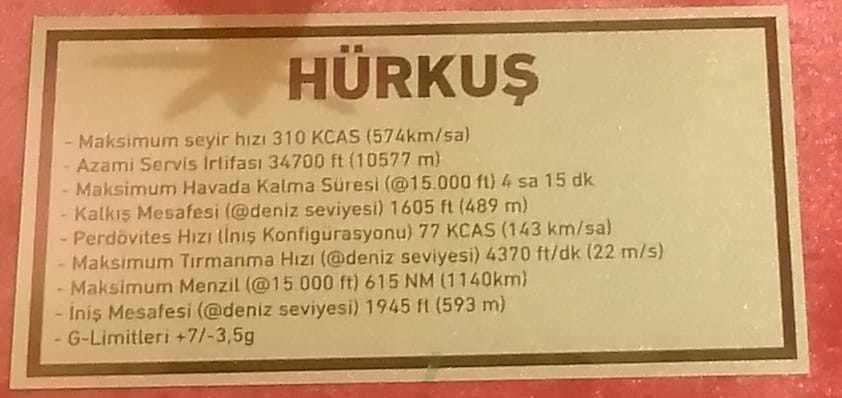 HÜRKUŞ
- Maksimum seyir hızı 310 KCAS (574km/sa)
- Azami Servis İrtifası 34700 ft (10577 m)
- Maksimum Havada Kalma Süresi (@15.000 ft) 4 sa 15 dk
- Kalkış Mesafesi (@deniz seviyesi) 1605 ft (489 m)
- Perdövites Hızı (İniş Konfigürasyonu) 77 KCAS (143 km/sa)
- Maksimum Tırmanma Hızı (@deniz seviyesi) 4370 ft/dk (22 m/s)
- Maksimum Menzil (@15 000 ft) 615 NM (1140km)
- İniş Mesafesi (@deniz seviyesi) 1945 ft (593 m)
- G-Limitleri +7/-3,5g